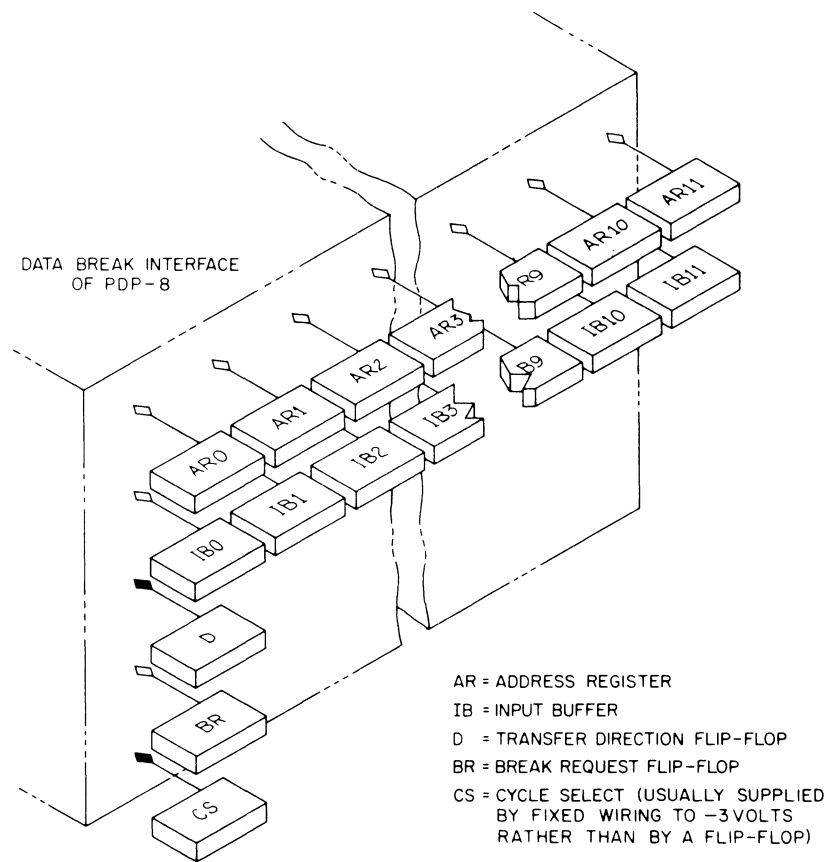 DATA BREAK INTERFACE
OF PDP-8
AR0
AR1
AR2
AR3
R9
AR10
AR11
IB0
IB1
IB2
IB3
B9
IB10
IB11
D
BR
CS
AR = ADDRESS REGISTER
IB = INPUT BUFFER
D = TRANSFER DIRECTION FLIP-FLOP
BR = BREAK REQUEST FLIP-FLOP
CS = CYCLE SELECT (USUALLY SUPPLIED
BY FIXED WIRING TO -3 VOLTS
RATHER THAN BY A FLIP-FLOP)